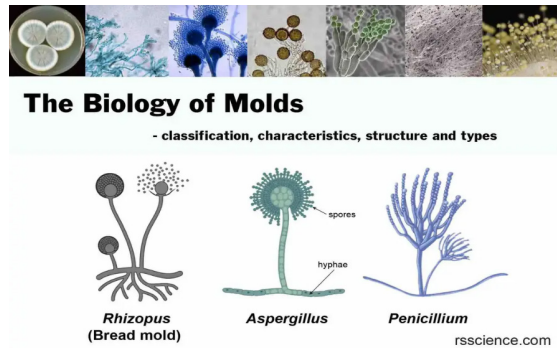 The Biology of Molds
- classification, characteristics, structure and types
spores
hyphae
Rhizopus
(Bread mold)
Aspergillus
Penicillium
rsscience.com